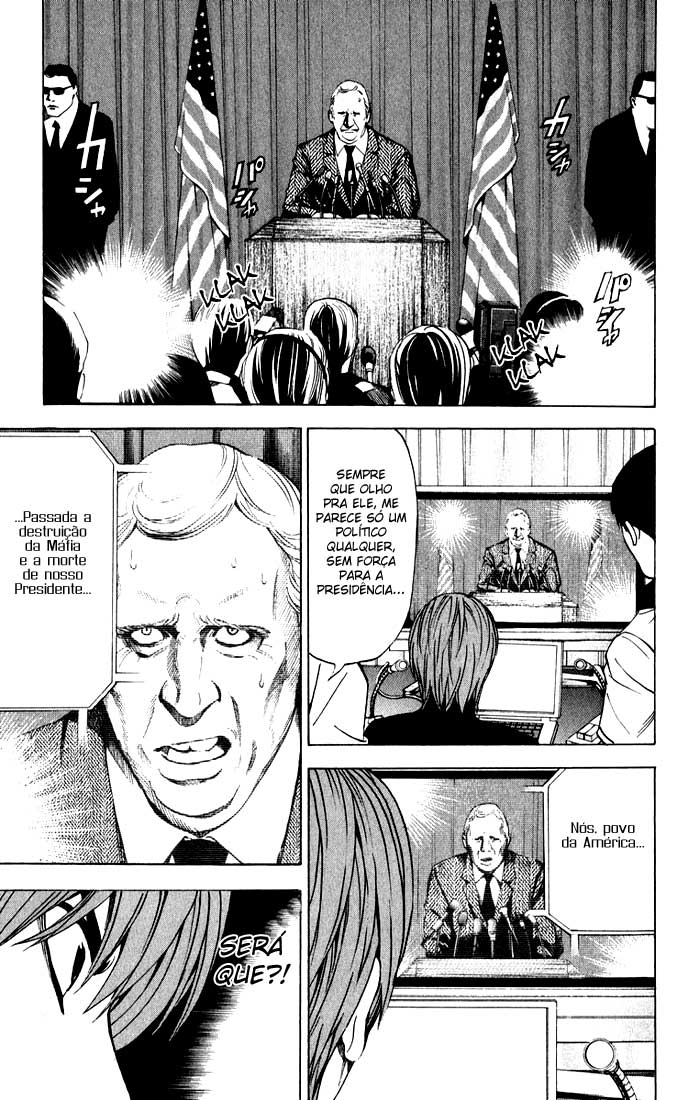 カシャ
パシ
カシャ
パシ
KLAK
KLAK
KLAK
KLAK
SEMPRE
QUE OLHO
PRA ELE, ME
PARECE SÓ UM
POLÍTICO
QUALQUER,
SEM FORÇA
PARA A
PRESIDÊNCIA...
...Passada a
destruição
da Máfia
e a morte
de nosso
Presidente...
Nós, povo
da América...
SERÁ
QUE?!